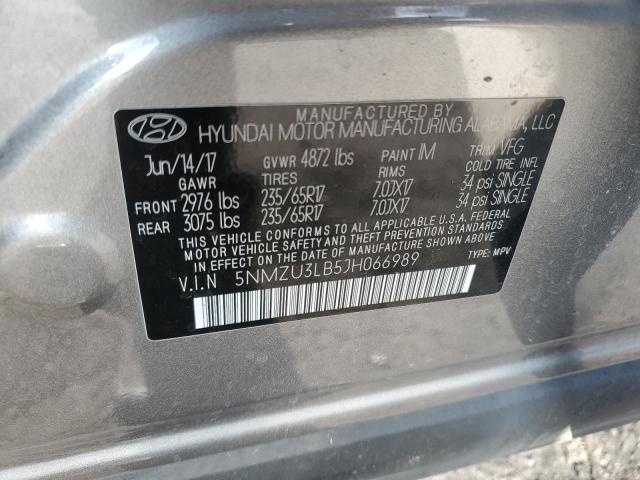 MANUFACTURED BY
HYUNDAI MOTOR MANUFACTURING ALABAMA, LLC
Jun/14/17 GVWR 4872 lbs PAINT IM TRIM VFG
GAWR TIRES RIMS COLD TIRE INFL
FRONT 2976 lbs 235/65R17 7.0JX17 34 psi SINGLE
REAR 3075 lbs 235/65R17 7.0JX17 34 psi SINGLE
THIS VEHICLE CONFORMS TO ALL APPLICABLE U.S.A. FEDERAL
MOTOR VEHICLE SAFETY, BUMPER, AND THEFT PREVENTION STANDARDS
IN EFFECT ON THE DATE OF MANUFACTURE SHOWN ABOVE.
V.I.N 5NMZU3LB5JH066989 TYPE: MPV